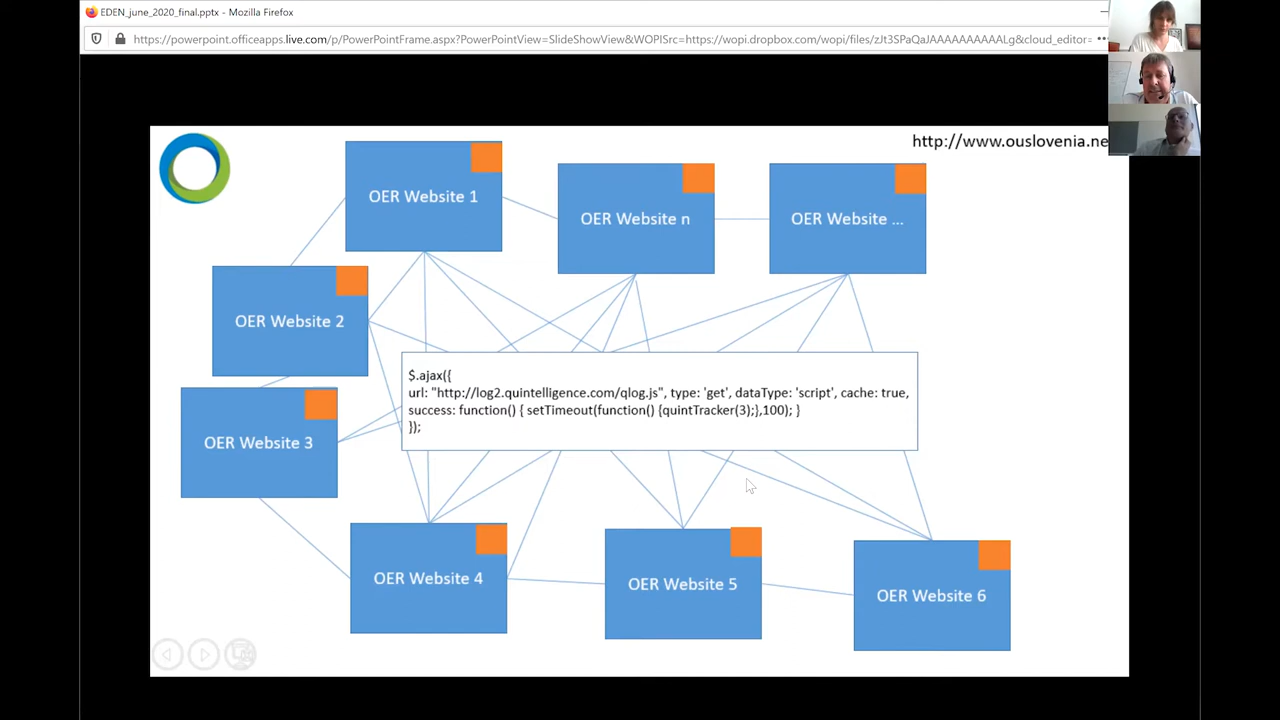 EDEN_june_2020_final.pptx - Mozilla Firefox
https://powerpoint.officeapps.live.com/p/PowerPointFrame.aspx?PowerPointView=SlideShowView&WOPISrc=https://wopi.dropbox.com/wopi/files/zJt3SPaQaJAAAAAAAAAALg&cloud_editor=
http://www.ouslovenia.ne
OER Website 1
OER Website n
OER Website ...
OER Website 2
$.ajax({
url: "http://log2.quintelligence.com/qlog.js", type: 'get', dataType: 'script', cache: true,
success: function() { setTimeout(function() {quintTracker(3);},100); }
});
OER Website 3
OER Website 4
OER Website 5
OER Website 6